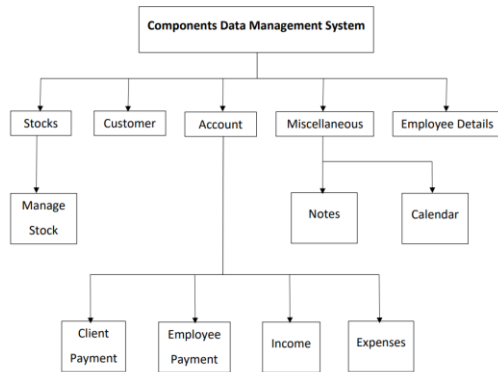 Components Data Management System
Stocks
Customer
Account
Miscellaneous
Employee Details
Manage
Stock
Notes
Calendar
Client
Payment
Employee
Payment
Income
Expenses